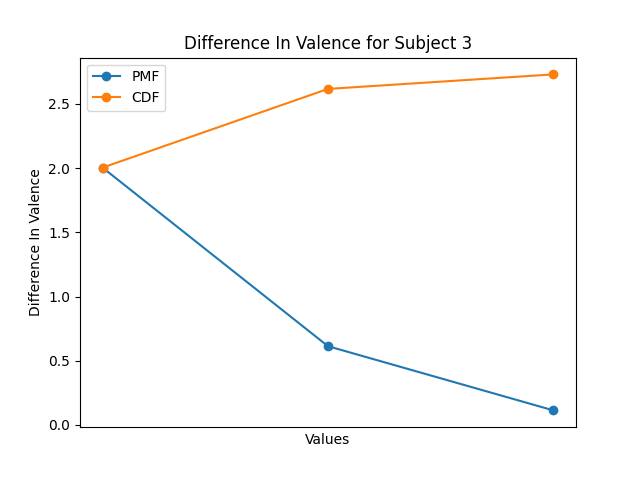 Difference In Valence for Subject 3
PMF
CDF
2.5
2.0
1.5
1.0
0.5
0.0
Difference In Valence
Values